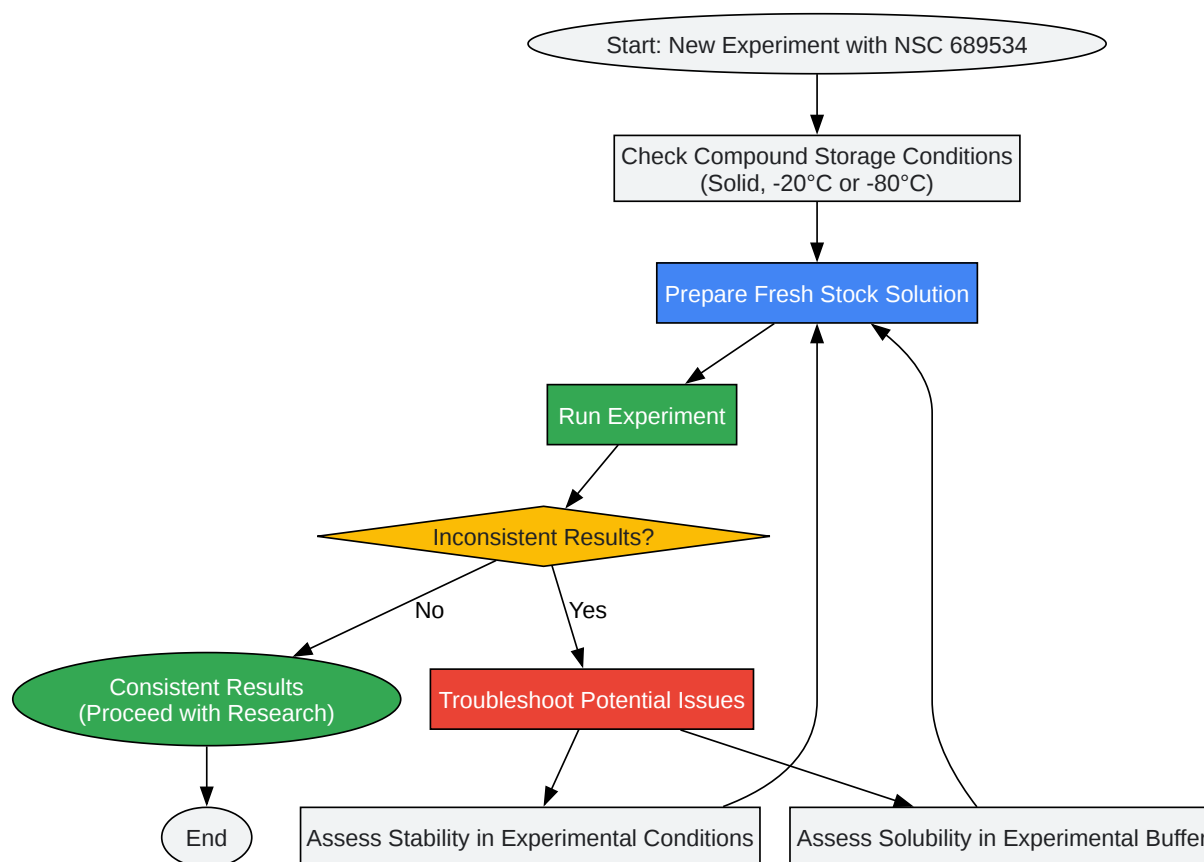 Start: New Experiment with NSC 689534
Check Compound Storage Conditions
(Solid, -20°C or -80°C)
Prepare Fresh Stock Solution
Run Experiment
Inconsistent Results?
No
Yes
Consistent Results
(Proceed with Research)
Troubleshoot Potential Issues
End
Assess Stability in Experimental Conditions
Assess Solubility in Experimental Buffer